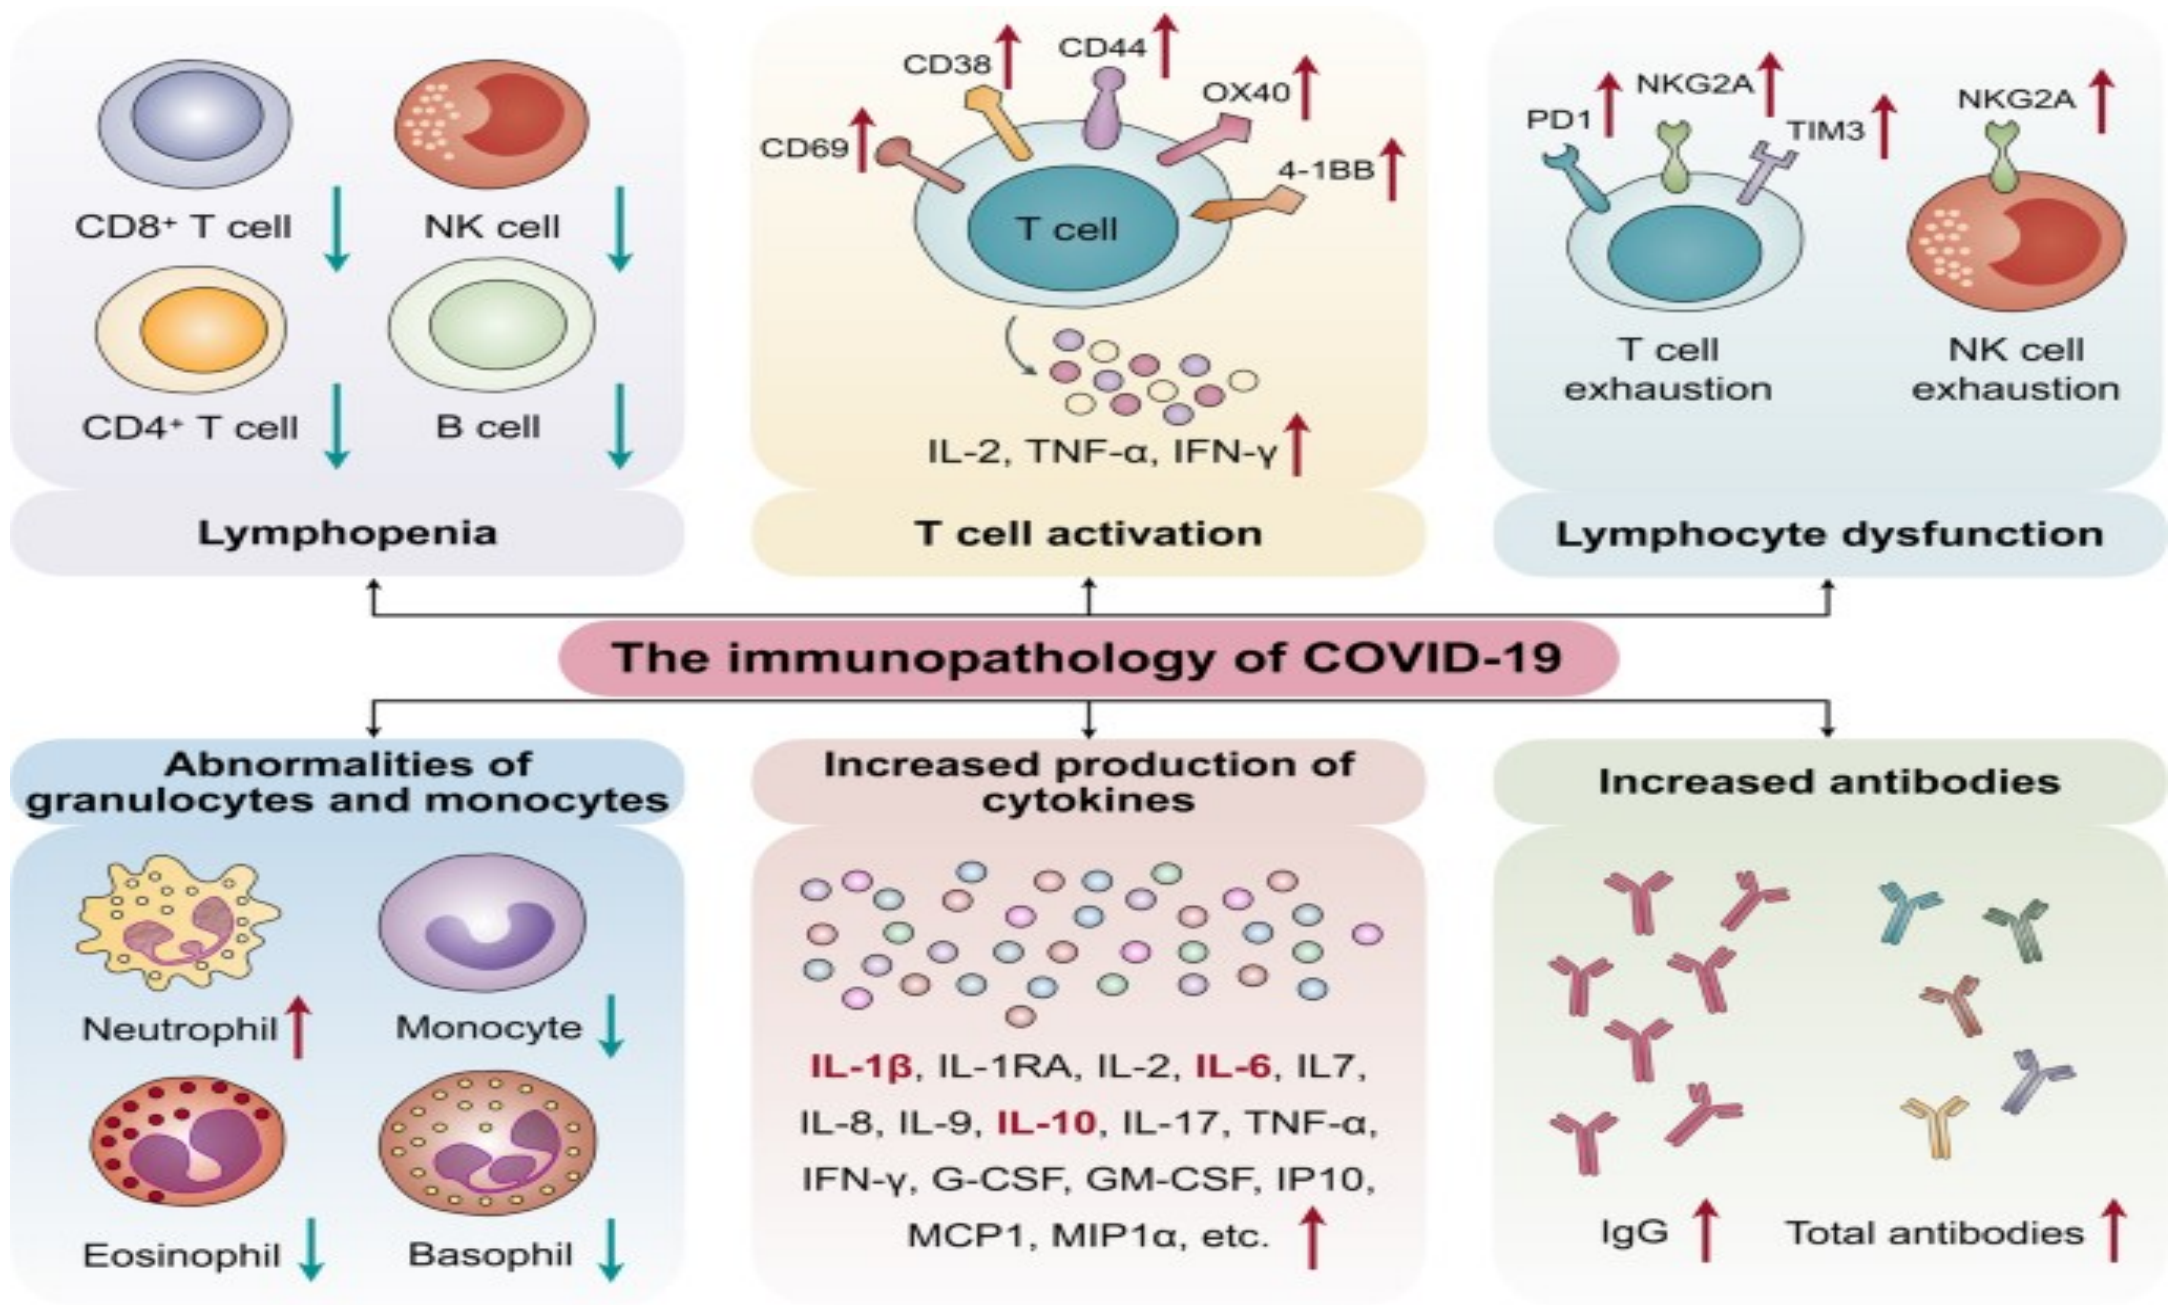 CD8⁺ T cell
NK cell
CD4⁺ T cell
B cell
Lymphopenia
CD69
CD38
CD44
OX40
4-1BB
T cell
IL-2, TNF-α, IFN-γ
T cell activation
PD1
NKG2A
TIM3
NKG2A
T cell
exhaustion
NK cell
exhaustion
Lymphocyte dysfunction
The immunopathology of COVID-19
Abnormalities of
granulocytes and monocytes
Neutrophil
Monocyte
Eosinophil
Basophil
Increased production of
cytokines
IL-1β, IL-1RA, IL-2, IL-6, IL7,
IL-8, IL-9, IL-10, IL-17, TNF-α,
IFN-γ, G-CSF, GM-CSF, IP10,
MCP1, MIP1α, etc.
Increased antibodies
IgG
Total antibodies